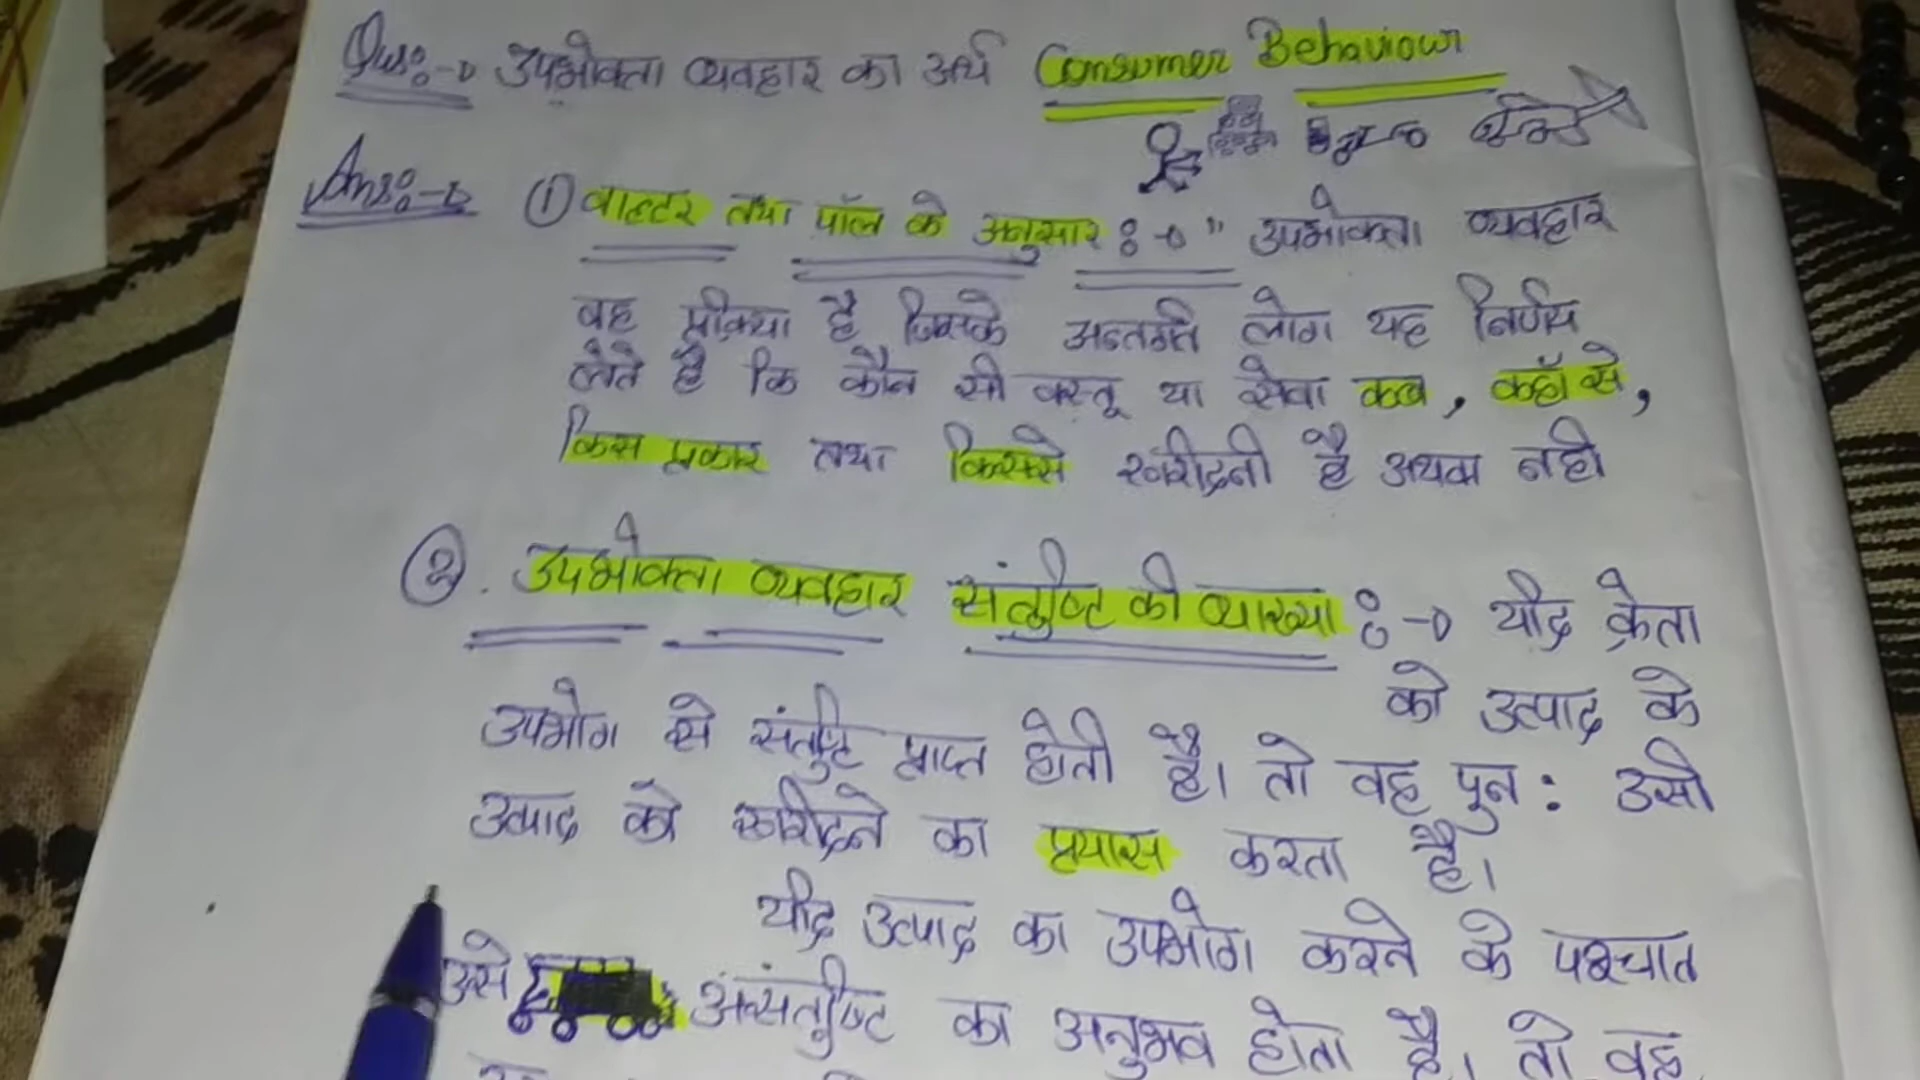 Ques:-D उपभोक्ता व्यवहार का अर्थ Consumer Behaviour
Ans:-D ① वाल्टर तथा पॉल के अनुसार :-D " उपभोक्ता व्यवहार
वह प्रक्रिया है जिसके अन्तर्गत लोग यह निर्णय
लेते है कि कौन सी वस्तू या सेवा कब, कहाँ से,
किस प्रकार तथा किससे खरीदनी है अथवा नही
②. उपभोक्ता व्यवहार संतुष्टि की व्याख्या :-D यदि क्रेता
को उत्पाद के
उपभोग से संतुष्टि प्राप्त होती है। तो वह पून: उसी
उत्पाद को खरीदने का प्रयास करता है।
यदि उत्पाद का उपभोग करने के पश्चात
उसे असंतुष्टि का अनुभव होता है। तो वह